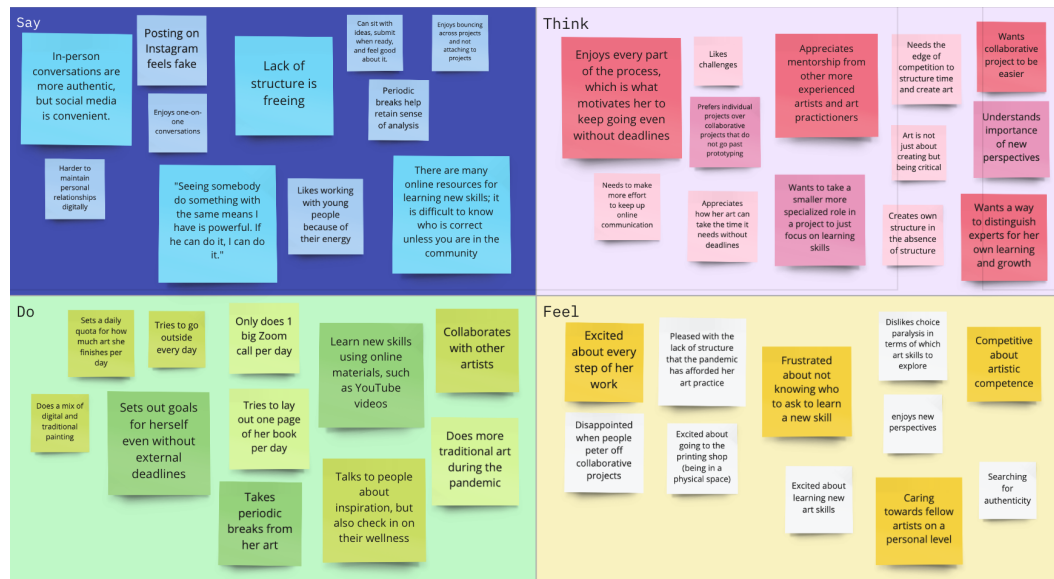 Say
In-person
conversations are
more authentic,
but social media
is convenient.
Posting on
Instagram
feels fake
Enjoys one-on-
one
conversations
Lack of
structure is
freeing
Can sit with
ideas, submit
when ready,
and feel good
about it.
Enjoys bouncing
across projects
and not
attaching to
projects
Periodic
breaks help
retain sense of
analysis
Harder to
maintain
personal
relationships
digitally
"Seeing somebody
do something with
the same means I
have is powerful. If
he can do it, I can do
it."
Likes working
with young
people
because of
their energy
There are many
online resources for
learning new skills; it
is difficult to know
who is correct
unless you are in the
community
Think
Enjoys every part
of the process,
which is what
motivates her to
keep going even
without deadlines
Likes
challenges
Prefers individual
projects over
collaborative
projects that do
not go past
prototyping
Appreciates
mentorship from
other more
experienced
artists and art
practictioners
Needs the
edge of
competition to
structure time
and create art
Wants
collaborative
project to be
easier
Art is not
just about
creating but
being critical
Understands
importance
of new
perspectives
Needs to make
more effort
to keep up
online
communication
Appreciates
how her art can
take the time it
needs without
deadlines
Wants to take a
smaller more
specialized role in
a project to just
focus on learning
skills
Creates own
structure in
the absence
of structure
Wants a way
to distinguish
experts for her
own learning
and growth
Do
Sets a daily
quota for how
much art she
finishes per
day
Tries to go
outside
every day
Only does 1
big Zoom
call per day
Learn new skills
using online
materials, such
as YouTube
videos
Collaborates
with other
artists
Does a mix of
digital and
traditional
painting
Sets out goals
for herself
even without
external
deadlines
Tries to lay
out one page
of her book
per day
Does more
traditional art
during the
pandemic
Takes
periodic
breaks from
her art
Talks to people
about
inspiration, but
also check in on
their wellness
Feel
Excited
about every
step of her
work
Pleased with the
lack of structure
that the pandemic
has afforded her
art practice
Frustrated
about not
knowing who
to ask to learn
a new skill
Dislikes choice
paralysis in
terms of which
art skills to
explore
Competitive
about
artistic
competence
Disappointed
when people
peter off
collaborative
projects
Excited about
going to the
printing shop
(being in a
physical space)
enjoys new
perspectives
Excited about
learning new
art skills
Caring
towards fellow
artists on a
personal level
Searching
for
authenticity